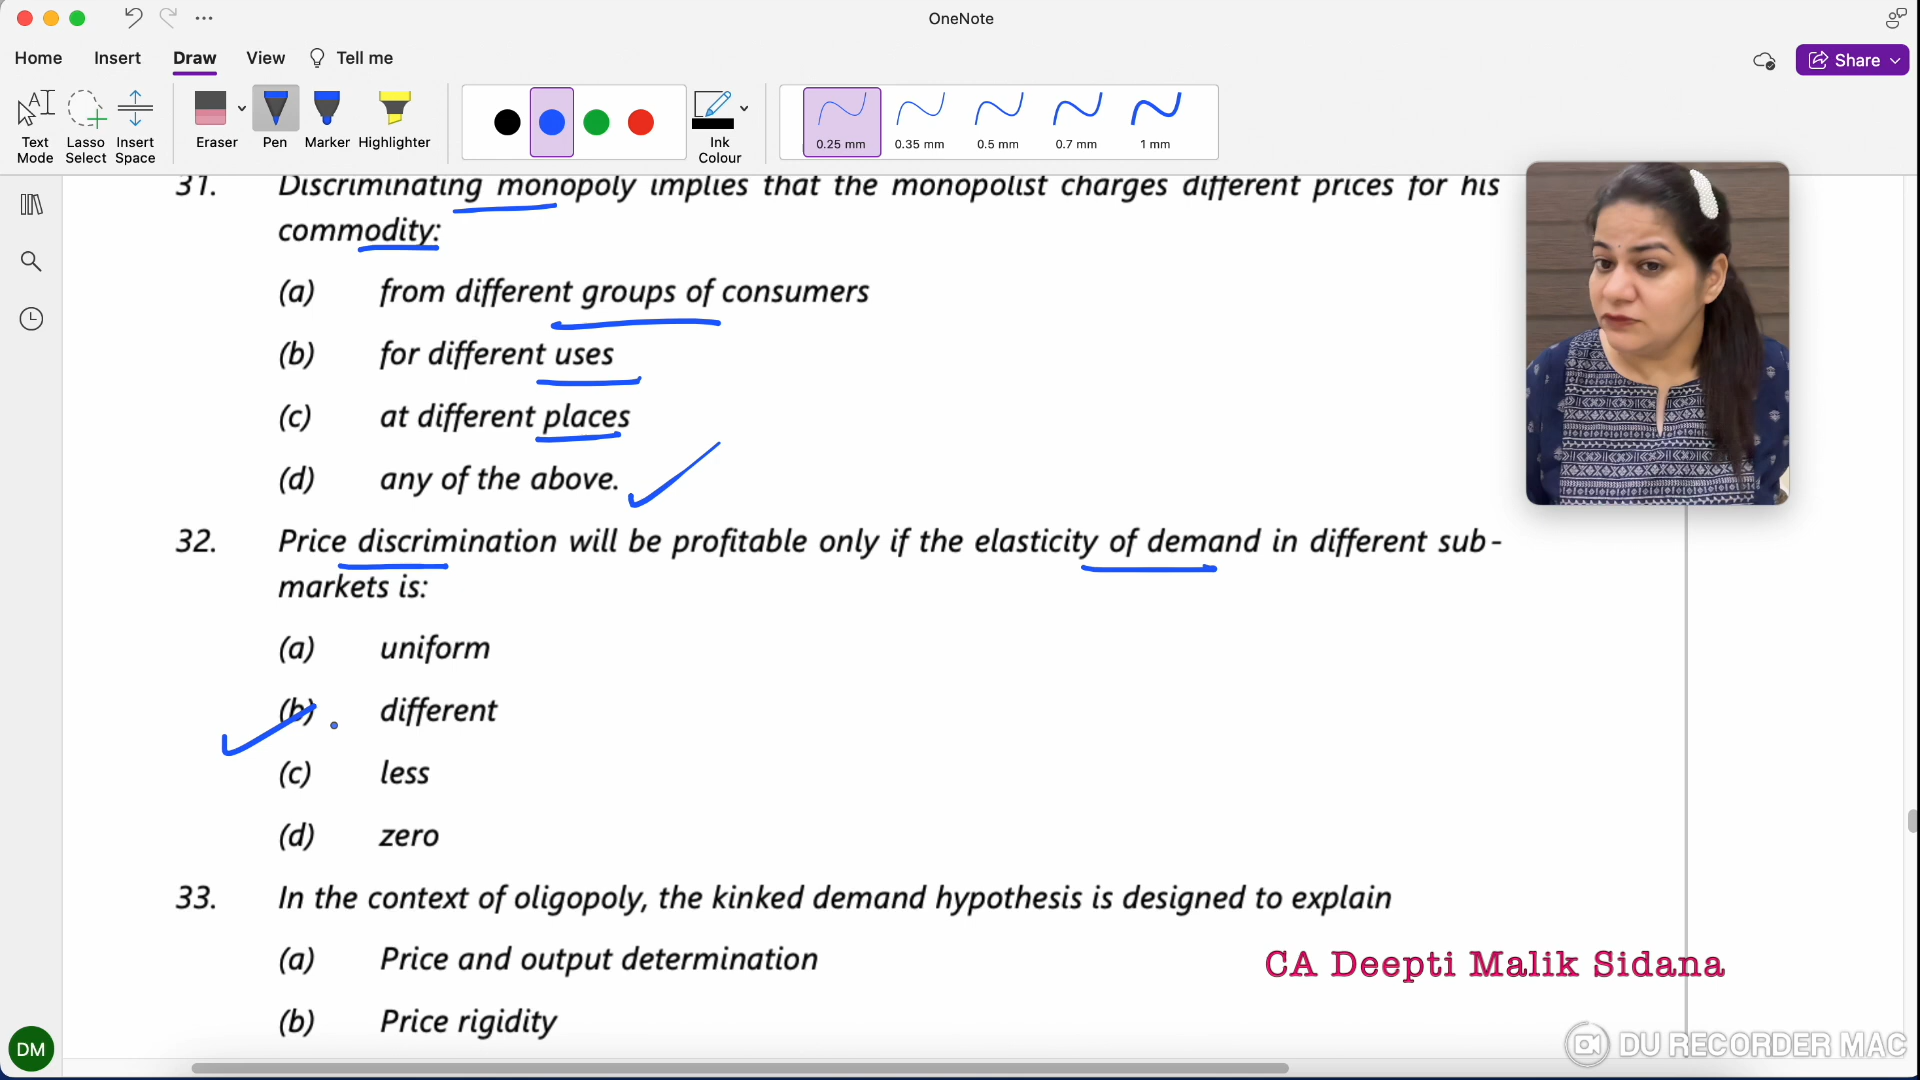 OneNote
Home Insert Draw View Tell me
Share
Text Mode
Lasso Select
Insert Space
Eraser
Pen
Marker
Highlighter
Ink Colour
0.25 mm
0.35 mm
0.5 mm
0.7 mm
1 mm
31. Discriminating monopoly implies that the monopolist charges different prices for his
commodity:
(a) from different groups of consumers
(b) for different uses
(c) at different places
(d) any of the above.
32. Price discrimination will be profitable only if the elasticity of demand in different sub-
markets is:
(a) uniform
(b) different
(c) less
(d) zero
33. In the context of oligopoly, the kinked demand hypothesis is designed to explain
(a) Price and output determination
CA Deepti Malik Sidana
(b) Price rigidity
DM
DU RECORDER MAC